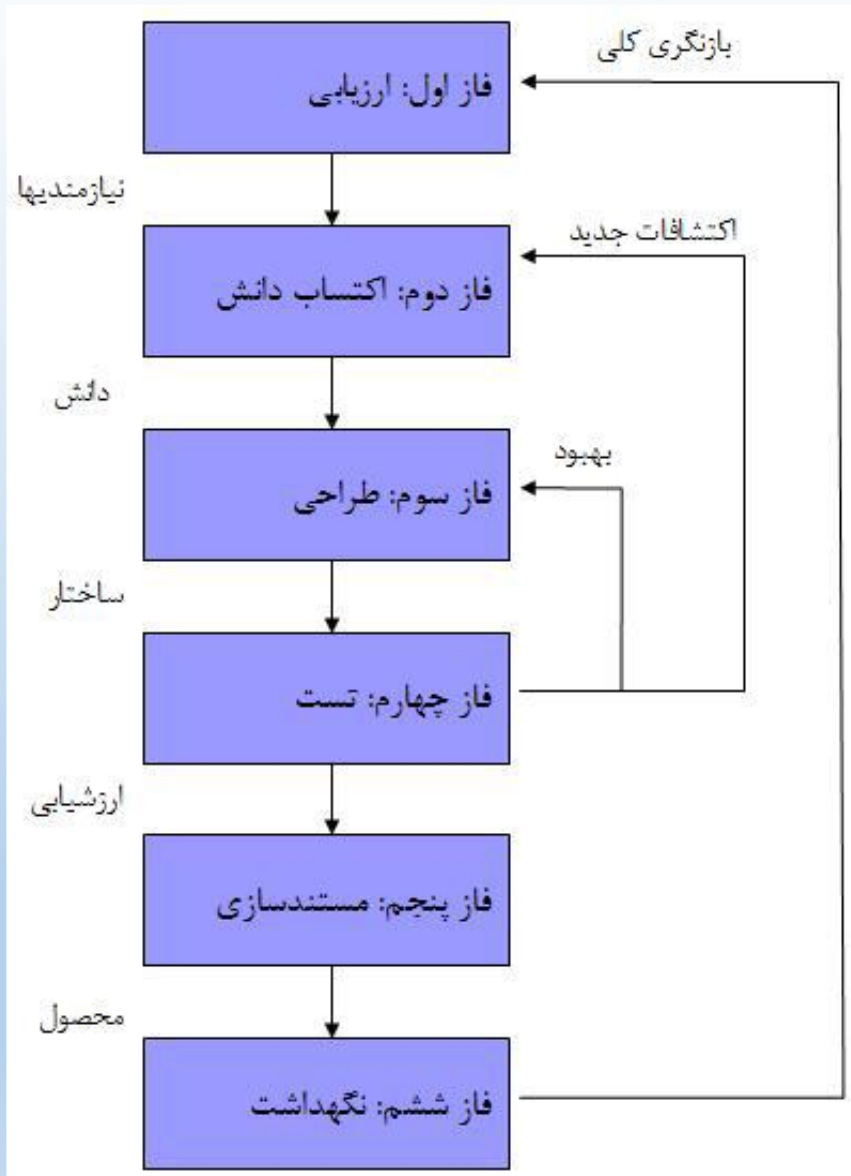 بازنگری کلی
فاز اول: ارزیابی
نیازمندیها
اکتشافات جدید
فاز دوم: اکتساب دانش
دانش
بهبود
فاز سوم: طراحی
ساختار
فاز چهارم: تست
ارزشیابی
فاز پنجم: مستندسازی
محصول
فاز ششم: نگهداشت